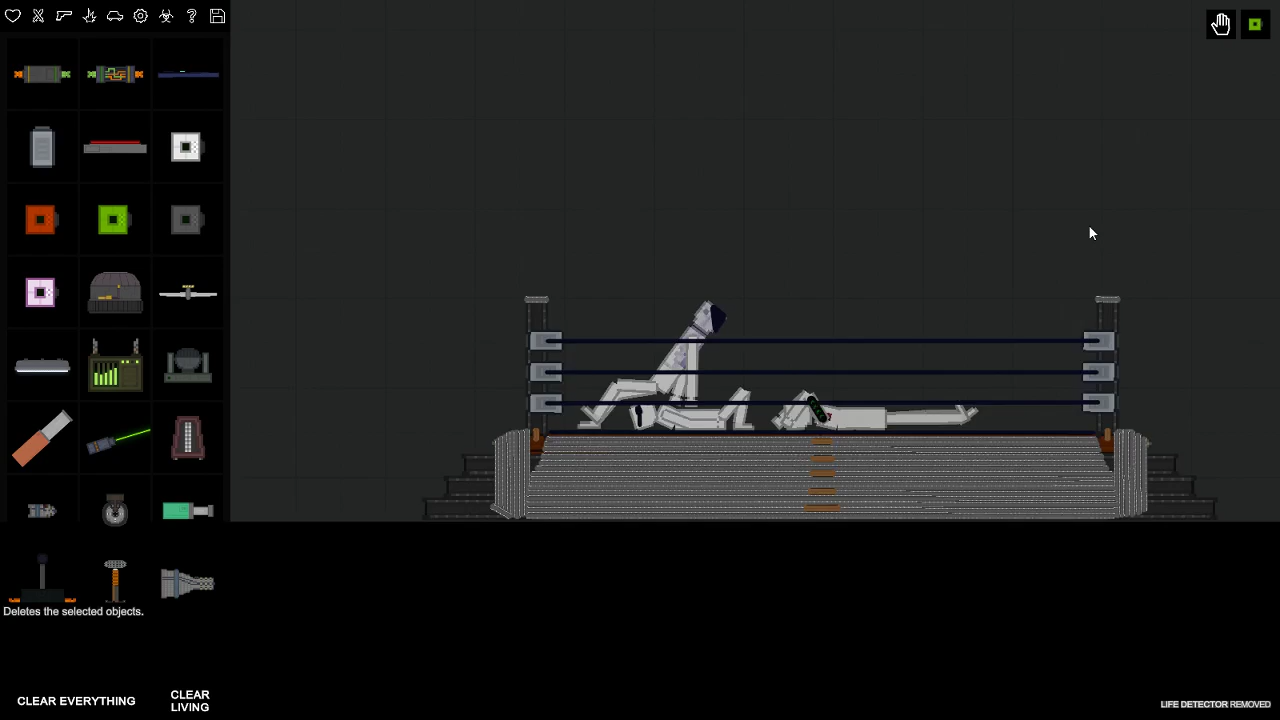 Deletes the selected objects.
CLEAR EVERYTHING
CLEAR
LIVING
LIFE DETECTOR REMOVED